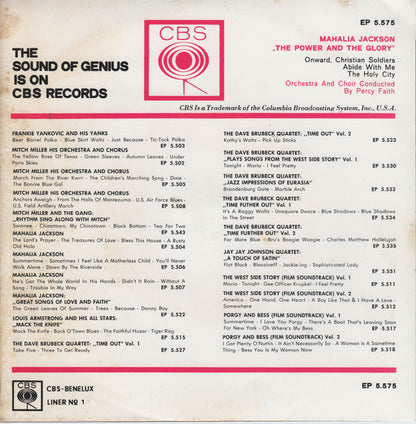 THE
SOUND OF GENIUS
IS ON
CBS RECORDS
CBS
EP 5.575
MAHALIA JACKSON
„THE POWER AND THE GLORY"
Onward, Christian Soldiers
Abide With Me
The Holy City
Orchestra And Choir Conducted
By Percy Faith
CBS Is a Trademark of the Columbia Broadcasting System, Inc., U.S.A.
FRANKIE YANKOVIC AND HIS YANKS
Beer Barrel Polka - Blue Skirt Waltz - Just Because - Tic-Tack Polka
EP 5.503
MITCH MILLER HIS ORCHESTRA AND CHORUS
The Yellow Rose Of Texas - Green Sleeves - Autumn Leaves - Under
Paris Skies EP 5.502
MITCH MILLER HIS ORCHESTRA AND CHORUS
March From The River Kwai - The Children's Marching Song - Dixie -
The Bonnie Blue Gal EP 5.505
MITCH MILLER HIS ORCHESTRA AND CHORUS
Anchors Aweigh - From The Halls Of Montezuma - U.S. Air Force Blues -
U.S. Field Artillery March EP 5.508
MITCH MILLER AND THE GANG:
„RHYTHM SING ALONG WITH MITCH"
Swanee - Chinatown, My Chinatown - Black Bottom - Tea For Two
MAHALIA JACKSON EP 5.543
The Lord's Prayer - The Treasures Of Love - Bless This House - A Rusty
Old Halo EP 5.504
MAHALIA JACKSON
Summertime - Sometimes I Feel Like A Motherless Child - You'll Never
Walk Alone - Down By The Riverside EP 5.506
MAHALIA JACKSON
He's Got The Whole World In His Hands - Didn't It Rain - Without A
Song - Trouble In My Way EP 5.507
MAHALIA JACKSON:
„GREAT SONGS OF LOVE AND FAITH"
The Green Leaves Of Summer - Trees - Because - Danny Boy
EP 5.522
LOUIS ARMSTRONG AND HIS ALL STARS:
„MACK THE KNIFE"
Mack The Knife - Back O'Town Blues - The Faithful Husar - Tiger Rag
EP 5.515
THE DAVE BRUBECK QUARTET: „TIME OUT" Vol. 1
Take Five - Three To Get Ready EP 5.527
THE DAVE BRUBECK QUARTET: „TIME OUT" Vol. 2
Kathy's Waltz - Pick Up Sticks EP 5.523
THE DAVE BRUBECK QUARTET:
„PLAYS SONGS FROM THE WEST SIDE STORY" Vol. 1
Tonight - Maria - I Feel Pretty EP 5.530
THE DAVE BRUBECK QUARTET:
„JAZZ IMPRESSIONS OF EURASIA"
Brandenburg Gate - Marble Arch EP 5.533
THE DAVE BRUBECK QUARTET:
„TIME FUTHER OUT" Vol. 1
It's A Raggy Waltz - Unsquare Dance - Blue Shadows - Blue Shadows
In The Street EP 5.534
THE DAVE BRUBECK QUARTET:
„TIME FURTHER OUT" Vol. 2
Far More Blue - Bru's Boogie Woogie - Charles Matthew Hallelujah
EP 5.535
JAY JAY JOHNSON QUARTET:
„A TOUCH OF SATIN"
Flat Black - Bloozineff - Jackie-ing - Sophisticated Lady
EP 5.551
THE WEST SIDE STORY (FILM SOUNDTRACK) Vol. 1
Maria - Tonight - Gee Officer Krupke! - I Feel Pretty
EP 5.511
THE WEST SIDE STORY (FILM SOUNDTRACK) Vol. 2
America - One Hand, One Heart - A Boy Like That & I Have A Love -
Somewhere EP 5.512
PORGY AND BESS (FILM SOUNDTRACK) Vol. 1
Summertime - I Love You Porgy - There's A Boat That's Leaving Soon
For New York - Oh Where's My Bess EP 5.517
PORGY AND BESS (FILM SOUNDTRACK) Vol. 2
I Got Plenty O'Nuttin - It Ain't Necessarily So - A Woman Is A Sometime
Thing - Bess You Is My Woman Now EP 5.518
CBS
CBS-BENELUX
LINER Nº 1
EP 5.575